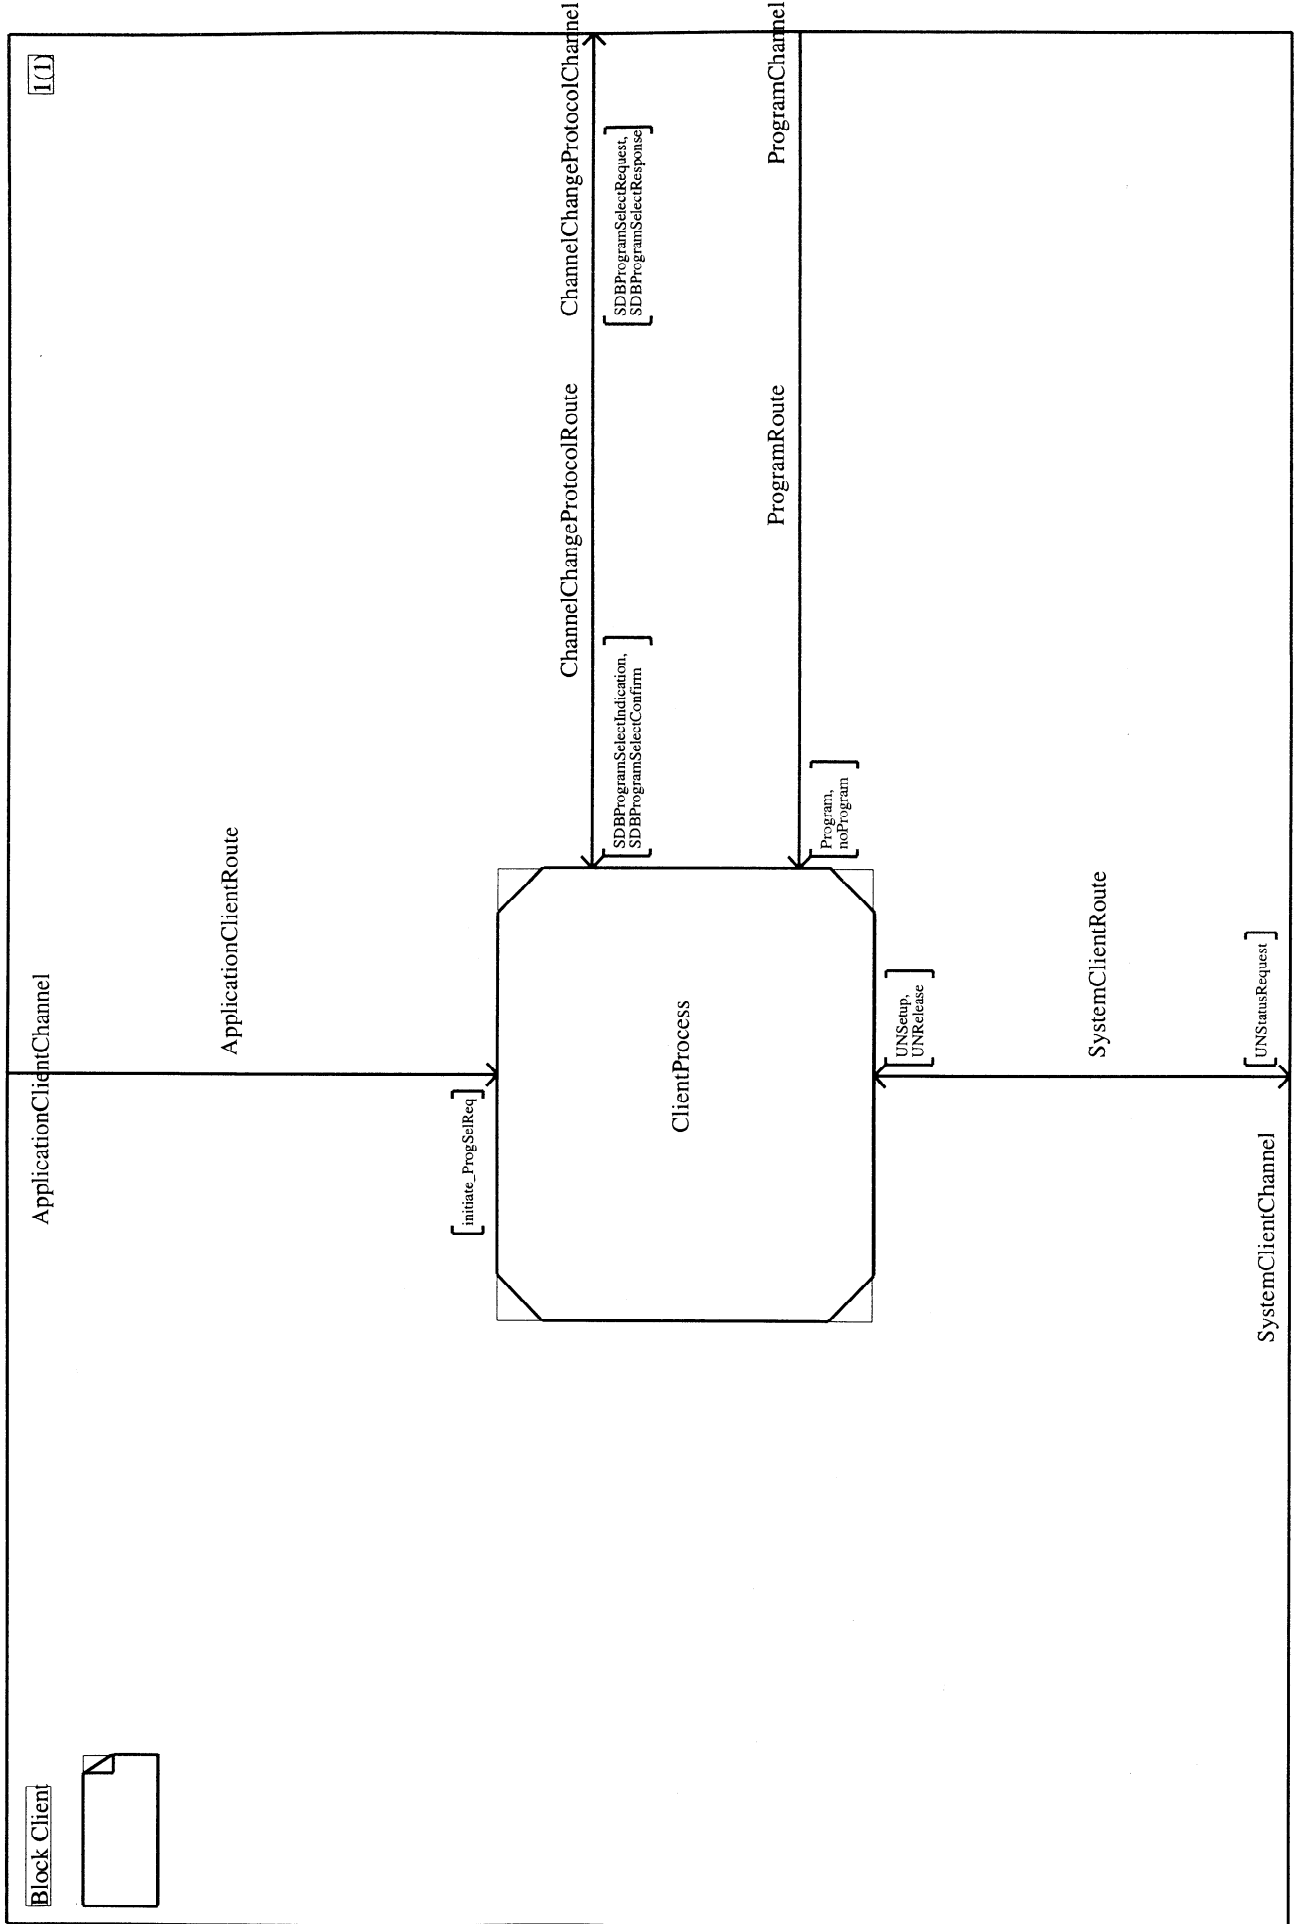 Block Client
1(1)
ApplicationClientChannel
ApplicationClientRoute
[initiate_ProgSelReq]
ClientProcess
ChannelChangeProtocolRoute
ChannelChangeProtocolChannel
[SDBProgramSelectIndication,
SDBProgramSelectConfirm]
[SDBProgramSelectRequest,
SDBProgramSelectResponse]
ProgramRoute
ProgramChannel
[Program,
noProgram]
[UNSetup,
UNRelease]
SystemClientRoute
[UNStatusRequest]
SystemClientChannel